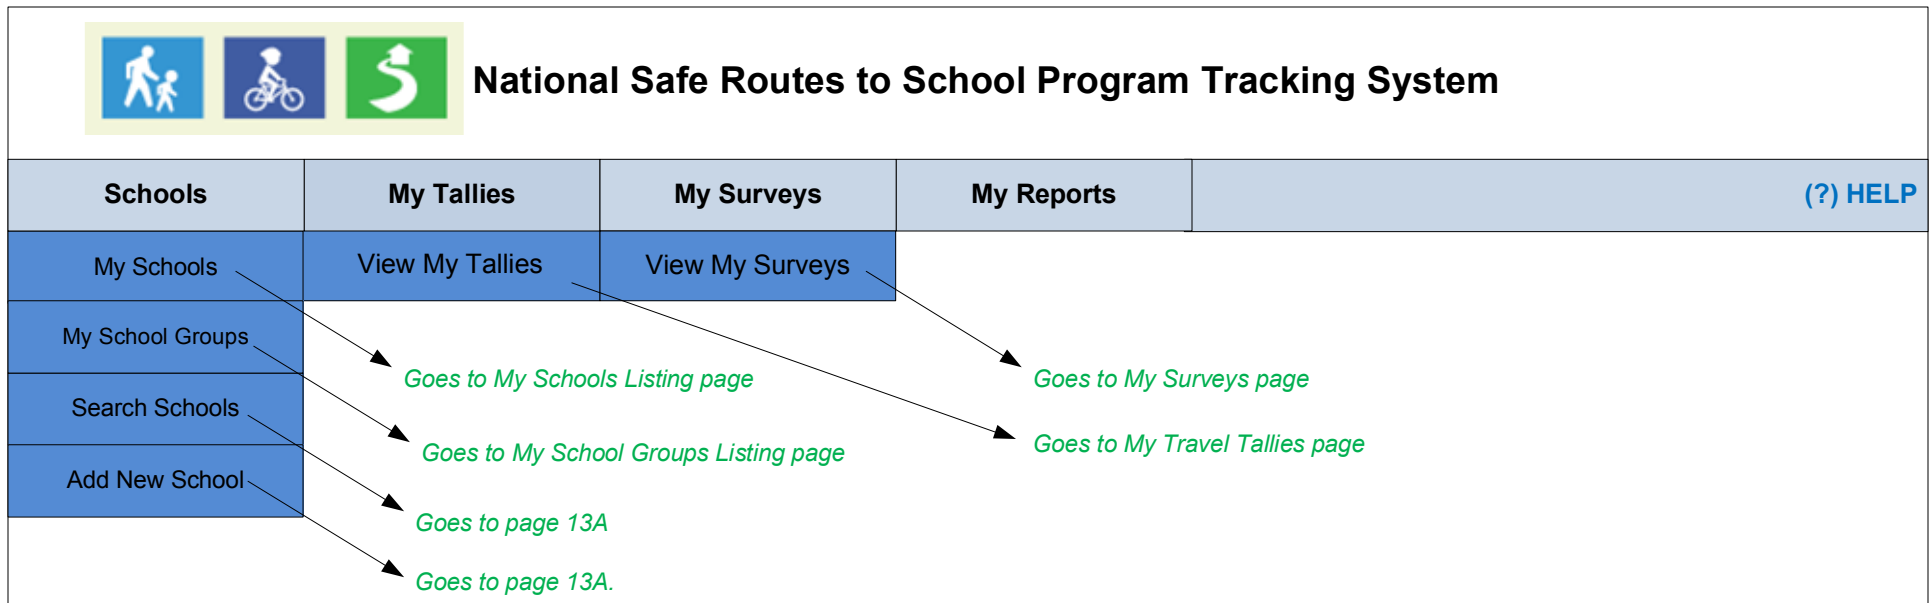 National Safe Routes to School Program Tracking System
Schools
My Tallies
My Surveys
My Reports
(?) HELP
My Schools
View My Tallies
View My Surveys
My School Groups
Search Schools
Add New School
Goes to My Schools Listing page
Goes to My Surveys page
Goes to My School Groups Listing page
Goes to My Travel Tallies page
Goes to page 13A
Goes to page 13A.